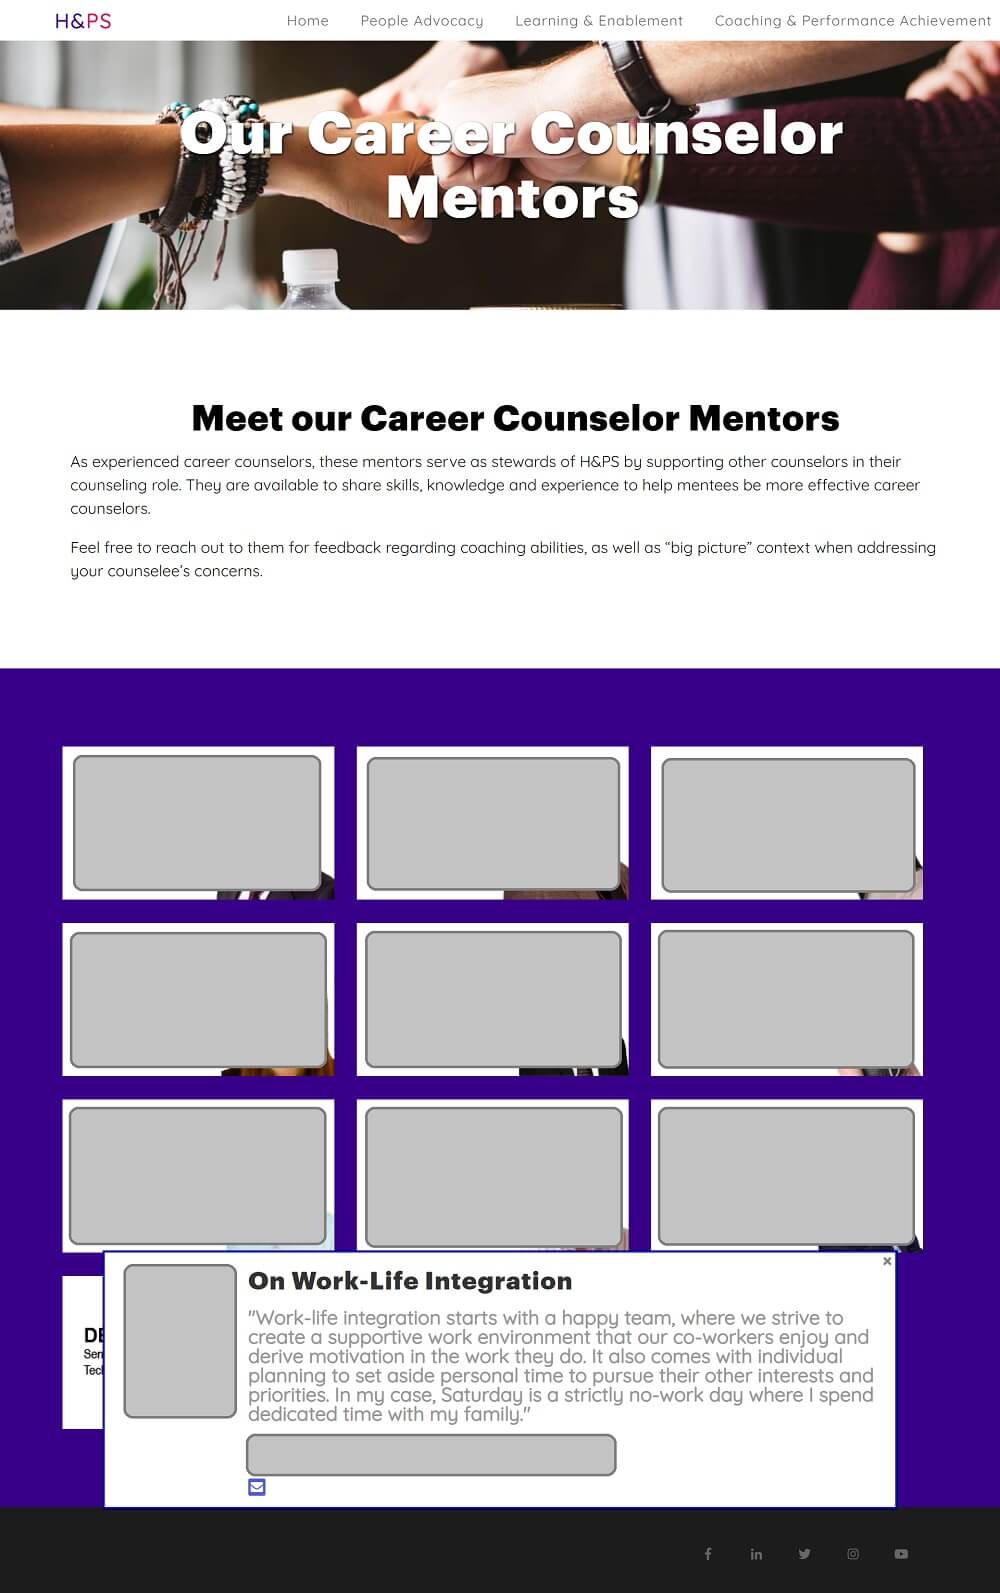 H&PS
Home People Advocacy Learning & Enablement Coaching & Performance Achievement
Our Career Counselor
Mentors
Meet our Career Counselor Mentors
As experienced career counselors, these mentors serve as stewards of H&PS by supporting other counselors in their
counseling role. They are available to share skills, knowledge and experience to help mentees be more effective career
counselors.
Feel free to reach out to them for feedback regarding coaching abilities, as well as “big picture” context when addressing
your counselee’s concerns.
On Work-Life Integration
"Work-life integration starts with a happy team, where we strive to
create a supportive work environment that our co-workers enjoy and
derive motivation in the work they do. It also comes with individual
planning to set aside personal time to pursue their other interests and
priorities. In my case, Saturday is a strictly no-work day where I spend
dedicated time with my family."